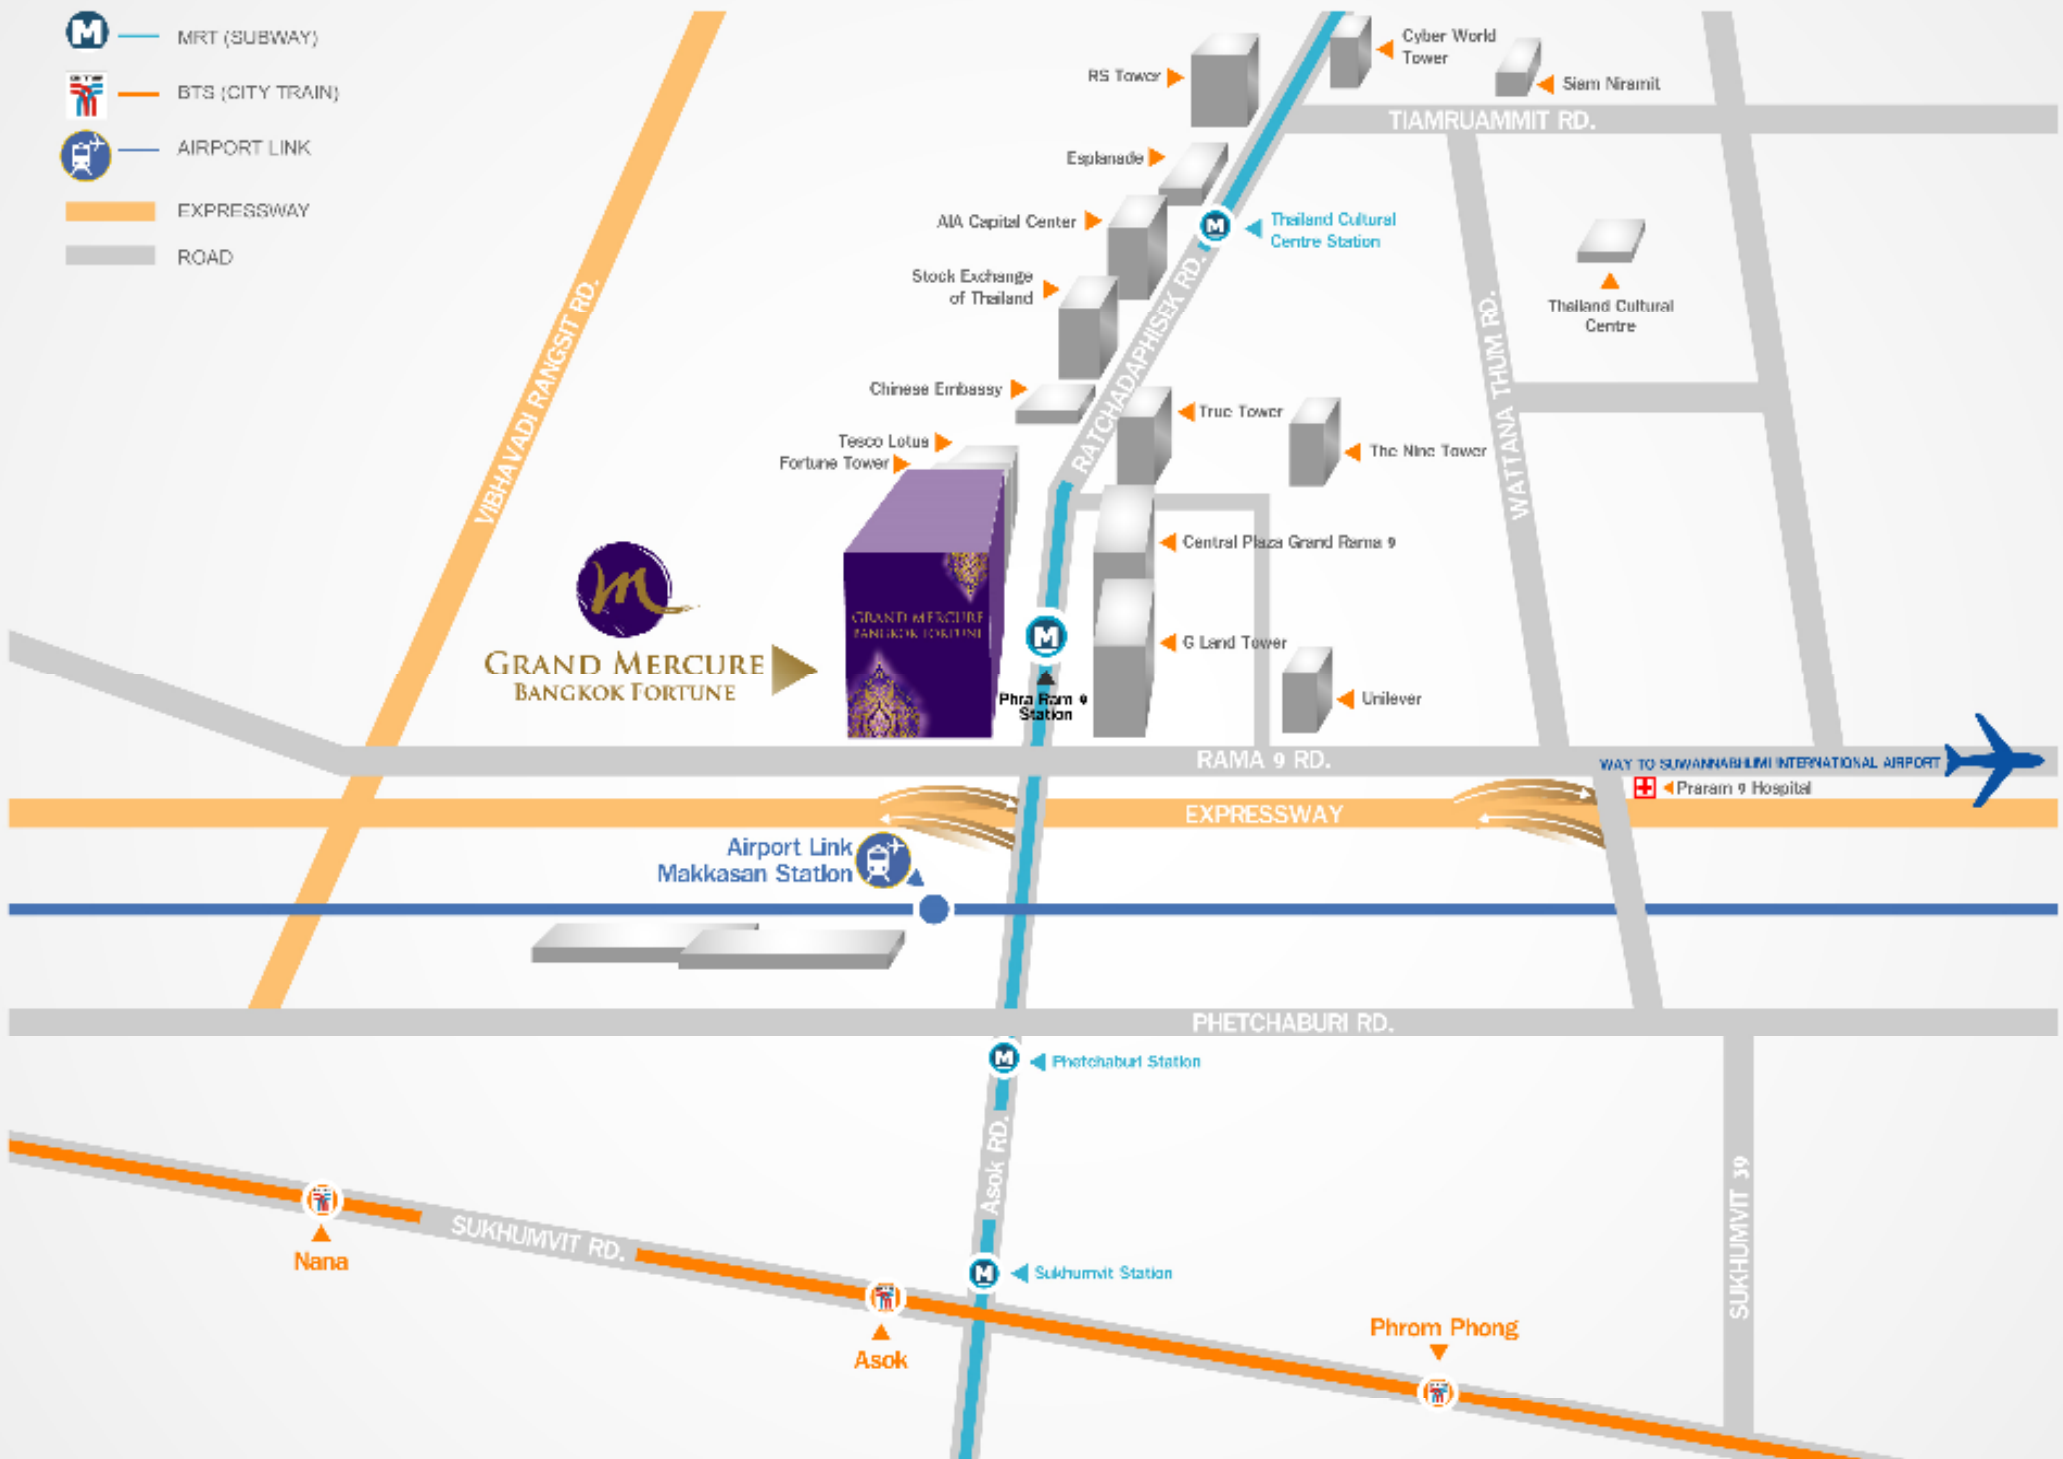 MRT (SUBWAY)
BTS (CITY TRAIN)
AIRPORT LINK
EXPRESSWAY
ROAD
RS Tower
Cyber World
Tower
Siam Niramit
TIAMRUAMMIT RD.
Esplanade
AIA Capital Center
Thailand Cultural
Centre Station
Stock Exchange
of Thailand
Thailand Cultural
Centre
VIBHAVADI RANGSIT RD.
RATCHADAPHISEK RD.
WATTANA THUM RD.
Chinese Embassy
True Tower
Tesco Lotus
Fortune Tower
The Nine Tower
Central Plaza Grand Rama 9
GRAND MERCURE
BANGKOK FORTUNE
GRAND MERCURE
BANGKOK FORTUNE
G Land Tower
Phra Ram 9
Station
Unilever
RAMA 9 RD.
WAY TO SUWANNABHUMI INTERNATIONAL AIRPORT
Praram 9 Hospital
EXPRESSWAY
Airport Link
Makkasan Station
PHETCHABURI RD.
Phetchaburi Station
Asok RD.
SUKHUMVIT 39
SUKHUMVIT RD.
Nana
Sukhumvit Station
Asok
Phrom Phong